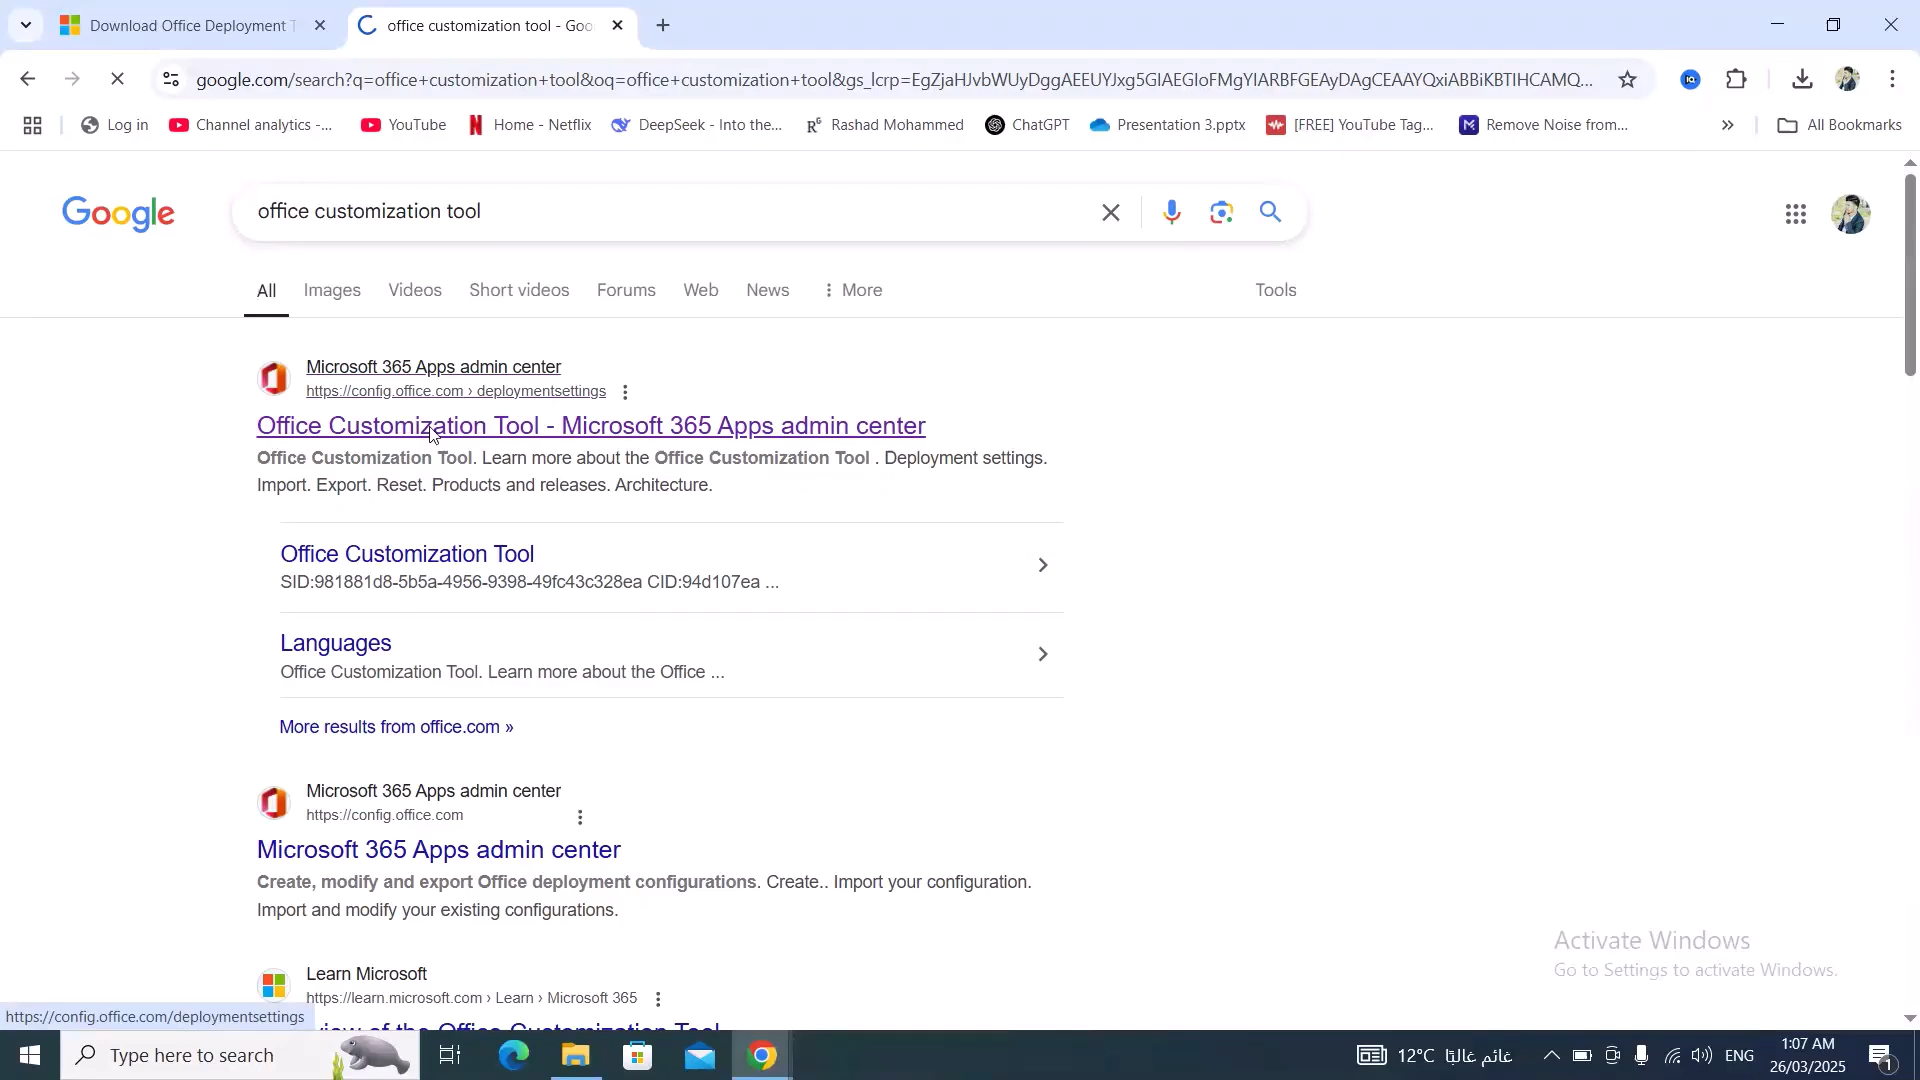 Download Office Deployment T
office customization tool - Goo
google.com/search?q=office+customization+tool&oq=office+customization+tool&gs_lcrp=EgZjaHJvbWUyDggAEEUYJxg5GIAEGIoFMgYIARBFGEAyDAgCEAAYQxiABBiKBTIHCAMQ...
Log in
Channel analytics -...
YouTube
Home - Netflix
DeepSeek - Into the...
Rashad Mohammed
ChatGPT
Presentation 3.pptx
[FREE] YouTube Tag...
Remove Noise from...
All Bookmarks
Google
office customization tool
All
Images
Videos
Short videos
Forums
Web
News
More
Tools
Microsoft 365 Apps admin center
https://config.office.com › deploymentsettings
Office Customization Tool - Microsoft 365 Apps admin center
Office Customization Tool. Learn more about the Office Customization Tool . Deployment settings.
Import. Export. Reset. Products and releases. Architecture.
Office Customization Tool
SID:981881d8-5b5a-4956-9398-49fc43c328ea CID:94d107ea ...
Languages
Office Customization Tool. Learn more about the Office ...
More results from office.com »
Microsoft 365 Apps admin center
https://config.office.com
Microsoft 365 Apps admin center
Create, modify and export Office deployment configurations. Create.. Import your configuration.
Import and modify your existing configurations.
Activate Windows
Go to Settings to activate Windows.
Learn Microsoft
https://learn.microsoft.com › Learn › Microsoft 365
https://config.office.com/deploymentsettings
view of the Office Customization Tool
Type here to search
12°C غائم غالبًا
ENG
1:07 AM
26/03/2025
1